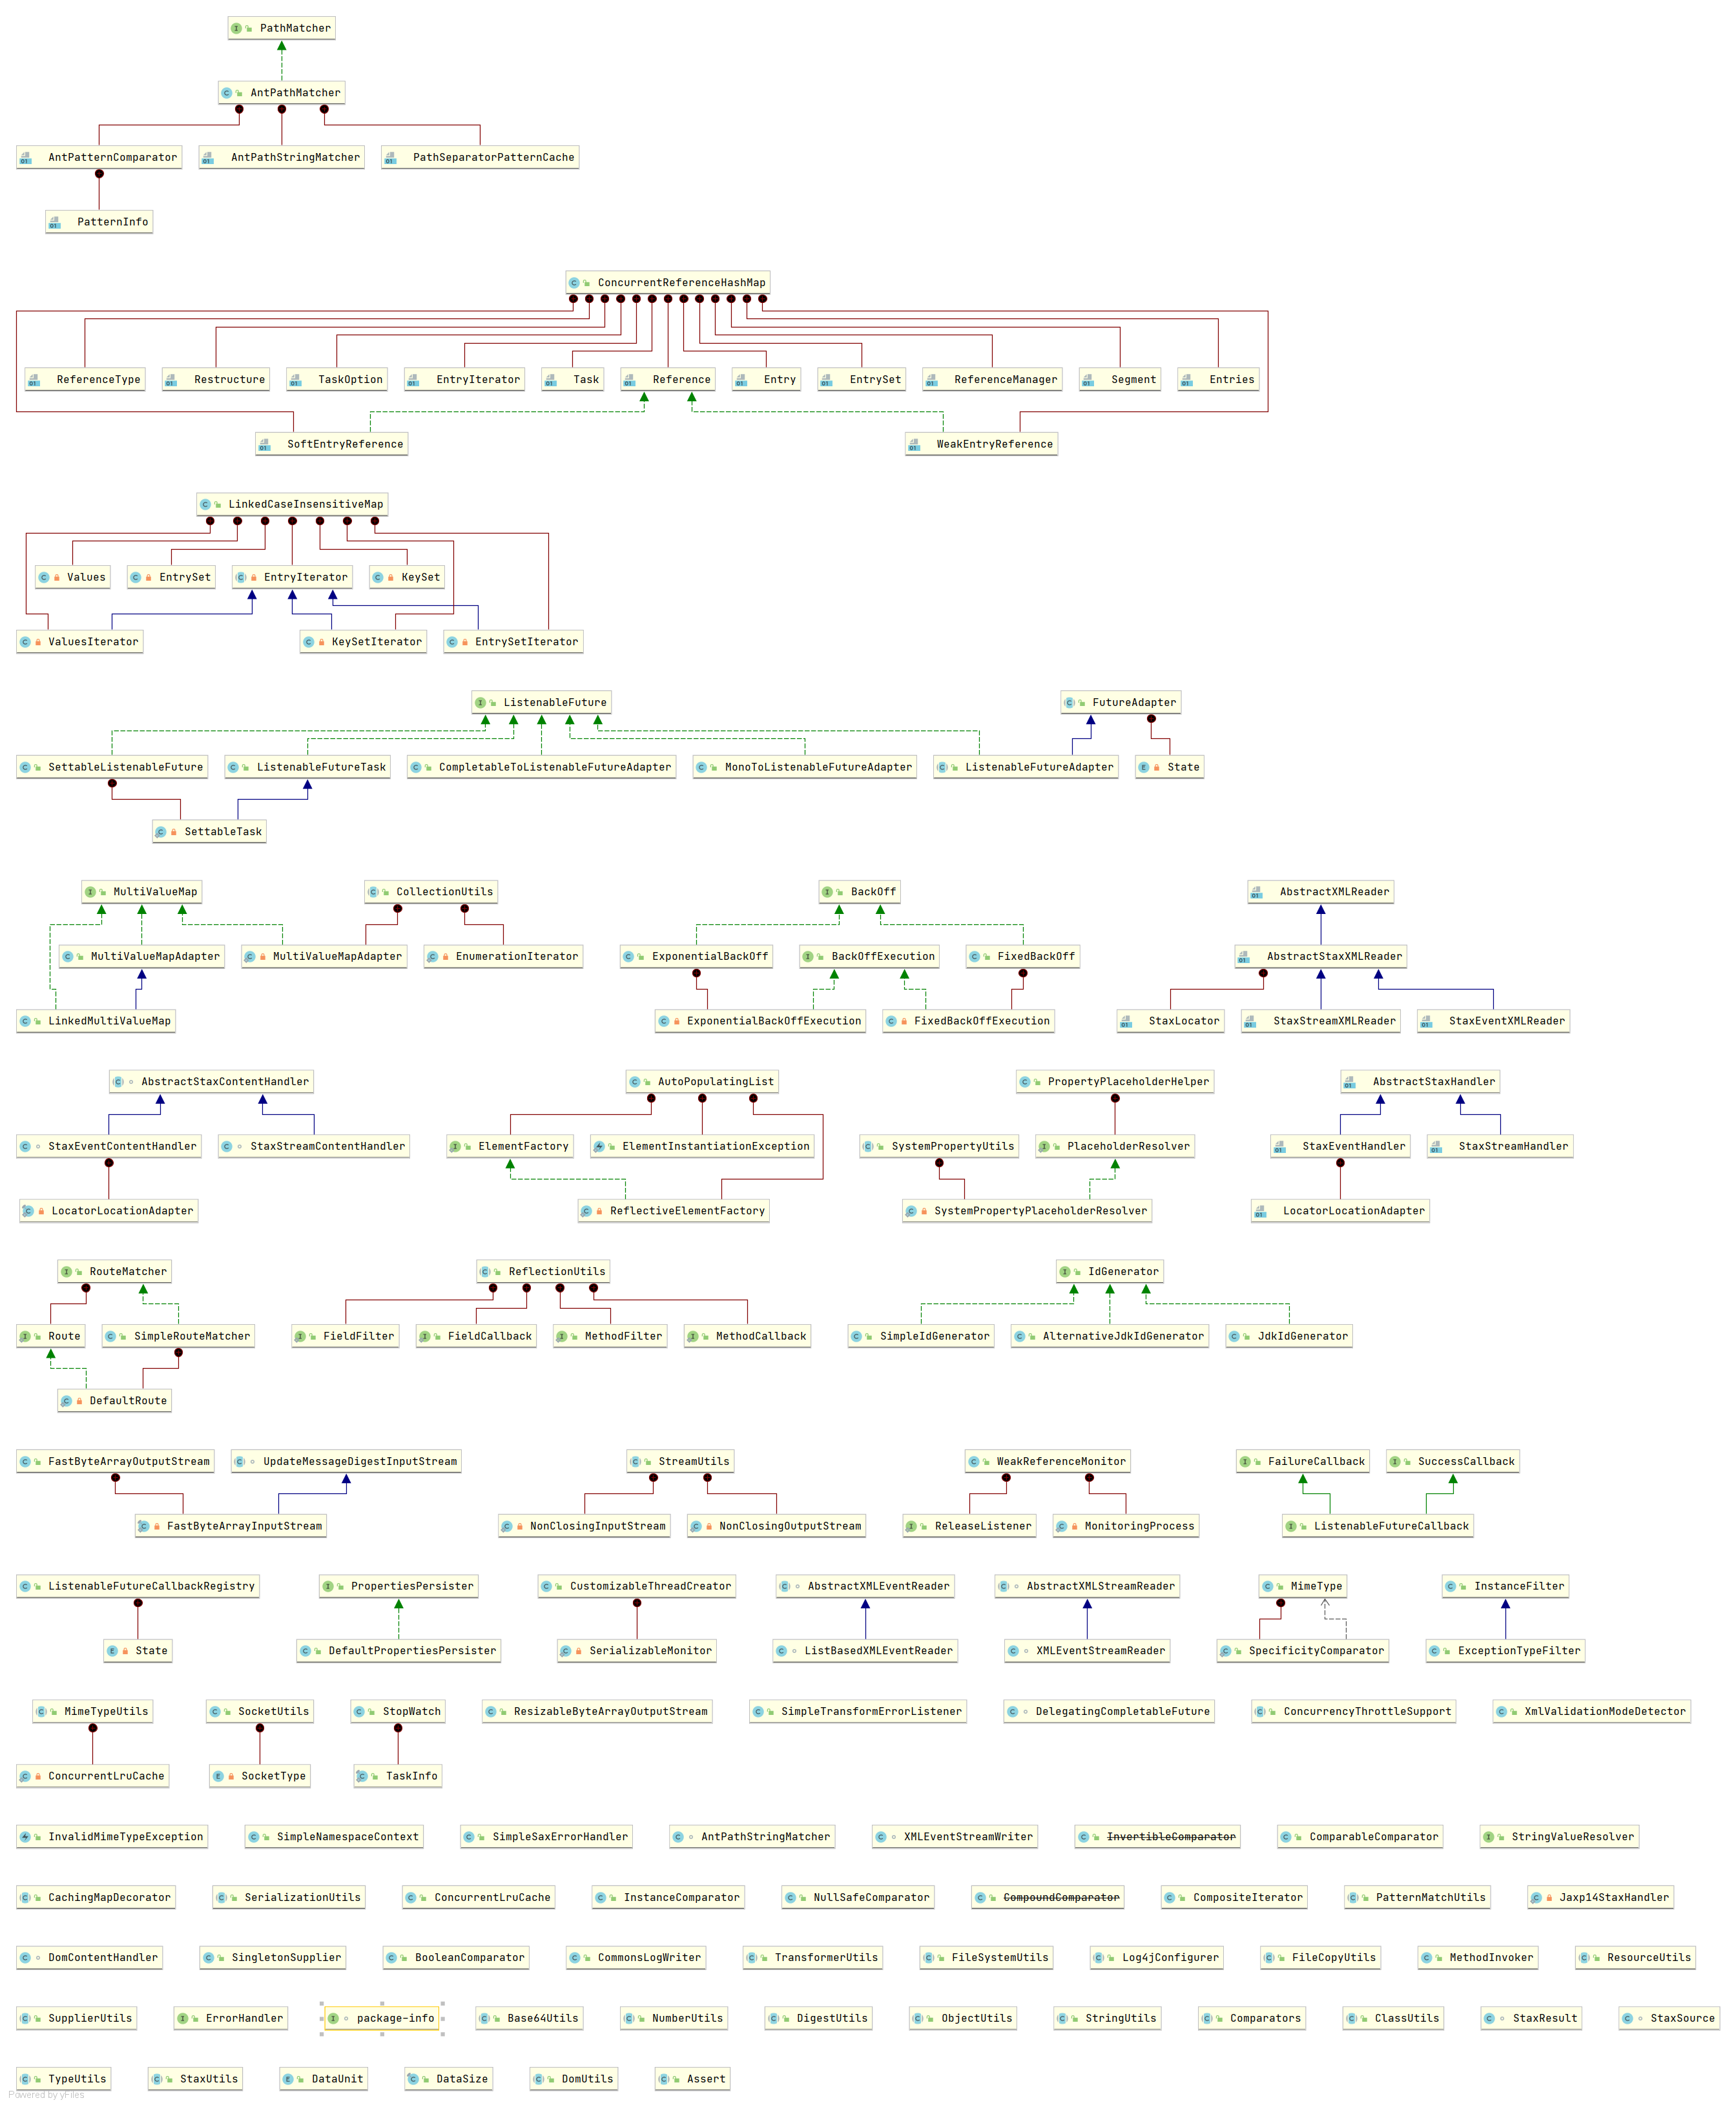 PathMatcher
AntPathMatcher
AntPatternComparator AntPathStringMatcher PathSeparatorPatternCache
PatternInfo
ConcurrentReferenceHashMap
ReferenceType Restructure TaskOption EntryIterator Task Reference Entry EntrySet ReferenceManager Segment Entries
SoftEntryReference WeakEntryReference
LinkedCaseInsensitiveMap
Values EntrySet EntryIterator KeySet
ValuesIterator KeySetIterator EntrySetIterator
ListenableFuture FutureAdapter
SettableListenableFuture ListenableFutureTask CompletableToListenableFutureAdapter MonoToListenableFutureAdapter ListenableFutureAdapter State
SettableTask
MultiValueMap CollectionUtils BackOff AbstractXMLReader
MultiValueMapAdapter MultiValueMapAdapter EnumerationIterator ExponentialBackOff BackOffExecution FixedBackOff AbstractStaxXMLReader
LinkedMultiValueMap ExponentialBackOffExecution FixedBackOffExecution StaxLocator StaxStreamXMLReader StaxEventXMLReader
AbstractStaxContentHandler AutoPopulatingList PropertyPlaceholderHelper AbstractStaxHandler
StaxEventContentHandler StaxStreamContentHandler ElementFactory ElementInstantiationException SystemPropertyUtils PlaceholderResolver StaxEventHandler StaxStreamHandler
LocatorLocationAdapter ReflectiveElementFactory SystemPropertyPlaceholderResolver LocatorLocationAdapter
RouteMatcher ReflectionUtils IdGenerator
Route SimpleRouteMatcher FieldFilter FieldCallback MethodFilter MethodCallback SimpleIdGenerator AlternativeJdkIdGenerator JdkIdGenerator
DefaultRoute
FastByteArrayOutputStream UpdateMessageDigestInputStream StreamUtils WeakReferenceMonitor FailureCallback SuccessCallback
FastByteArrayInputStream NonClosingInputStream NonClosingOutputStream ReleaseListener MonitoringProcess ListenableFutureCallback
ListenableFutureCallbackRegistry PropertiesPersister CustomizableThreadCreator AbstractXMLEventReader AbstractXMLStreamReader MimeType InstanceFilter
State DefaultPropertiesPersister SerializableMonitor ListBasedXMLEventReader XMLEventStreamReader SpecificityComparator ExceptionTypeFilter
MimeTypeUtils SocketUtils StopWatch ResizableByteArrayOutputStream SimpleTransformErrorListener DelegatingCompletableFuture ConcurrencyThrottleSupport XmlValidationModeDetector
ConcurrentLruCache SocketType TaskInfo
InvalidMimeTypeException SimpleNamespaceContext SimpleSaxErrorHandler AntPathStringMatcher XMLEventStreamWriter InvertibleComparator ComparableComparator StringValueResolver
CachingMapDecorator SerializationUtils ConcurrentLruCache InstanceComparator NullSafeComparator CompoundComparator CompositeIterator PatternMatchUtils Jaxp14StaxHandler
DomContentHandler SingletonSupplier BooleanComparator CommonsLogWriter TransformerUtils FileSystemUtils Log4jConfigurer FileCopyUtils MethodInvoker ResourceUtils
SupplierUtils ErrorHandler package-info Base64Utils NumberUtils DigestUtils ObjectUtils StringUtils Comparators ClassUtils StaxResult StaxSource
TypeUtils StaxUtils DataUnit DataSize DomUtils Assert
Powered by yFiles